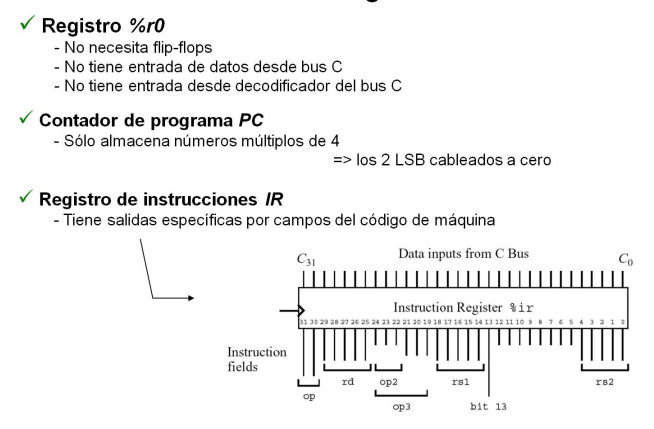 ✓ Registro %r0
- No necesita flip-flops
- No tiene entrada de datos desde bus C
- No tiene entrada desde decodificador del bus C
✓ Contador de programa PC
- Sólo almacena números múltiplos de 4
=> los 2 LSB cableados a cero
✓ Registro de instrucciones IR
- Tiene salidas específicas por campos del código de máquina
C31 Data inputs from C Bus C0
Instruction Register %ir
31 30 29 28 27 26 25 24 23 22 21 20 19 18 17 16 15 14 13 12 11 10 9 8 7 6 5 4 3 2 1 0
Instruction
fields
rd op2 rs1 rs2
op
op3 bit 13